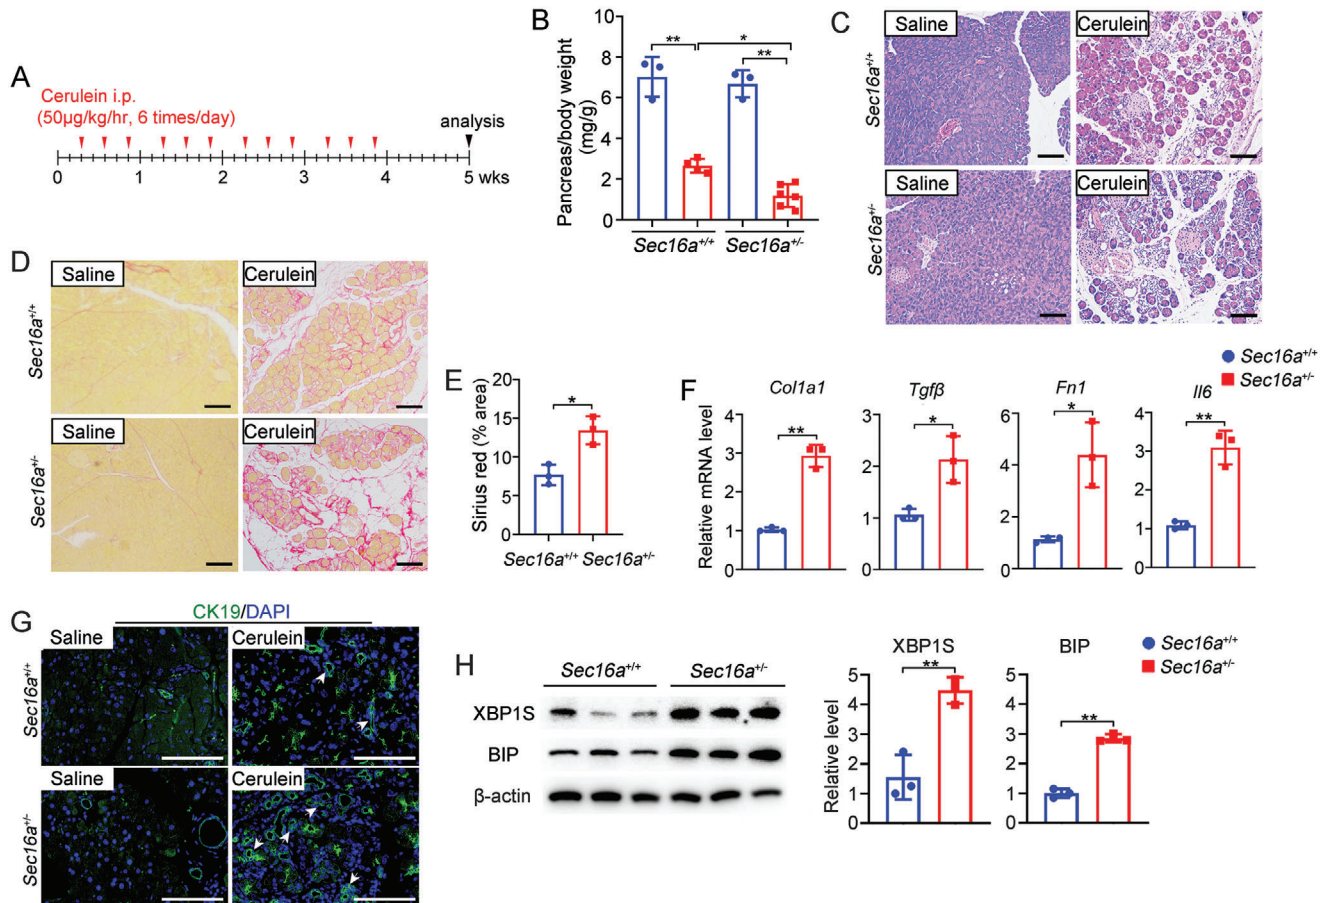 A
Cerulein i.p.
(50µg/kg/hr, 6 times/day)
analysis
0 1 2 3 4 5 wks
B
Pancreas/body weight
(mg/g)
10
8
6
4
2
0
** *
**
Sec16a+/+ Sec16a+/-
C
Saline Cerulein
Sec16a+/+
Saline Cerulein
Sec16a+/-
D
Saline Cerulein
Sec16a+/+
Saline Cerulein
Sec16a+/-
E
Sirius red (% area)
20
15
10
5
0
*
Sec16a+/+ Sec16a+/-
F
Sec16a+/+
Sec16a+/-
Relative mRNA level
Col1a1
4
3
2
1
0
**
Tgfβ
3
2
1
0
*
Fn1
6
4
2
0
*
Il6
4
3
2
1
0
**
G
CK19/DAPI
Saline Cerulein
Sec16a+/+
Saline Cerulein
Sec16a+/-
H
Sec16a+/+ Sec16a+/-
XBP1S
BIP
β-actin
Relative level
XBP1S
5
4
3
2
1
0
**
BIP
5
4
3
2
1
0
**
Sec16a+/+
Sec16a+/-